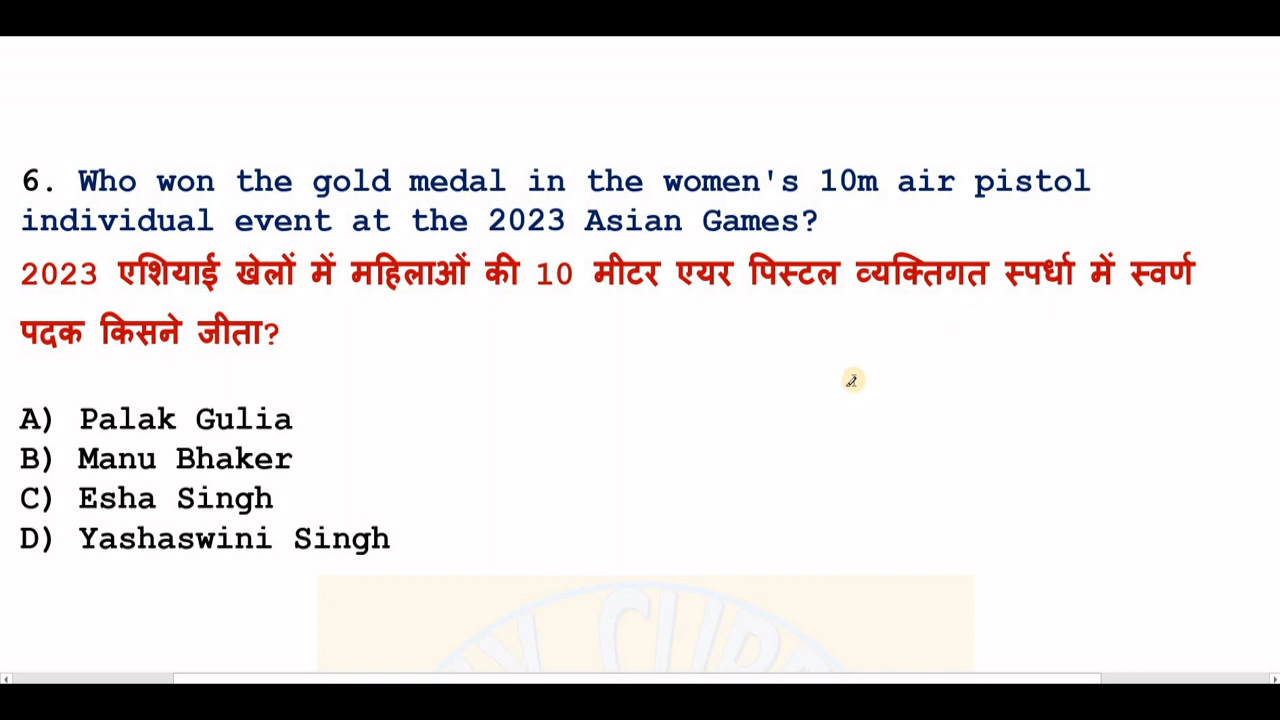 6. Who won the gold medal in the women's 10m air pistol
individual event at the 2023 Asian Games?
2023 एशियाई खेलों में महिलाओं की 10 मीटर एयर पिस्टल व्यक्तिगत स्पर्धा में स्वर्ण
पदक किसने जीता?
A) Palak Gulia
B) Manu Bhaker
C) Esha Singh
D) Yashaswini Singh